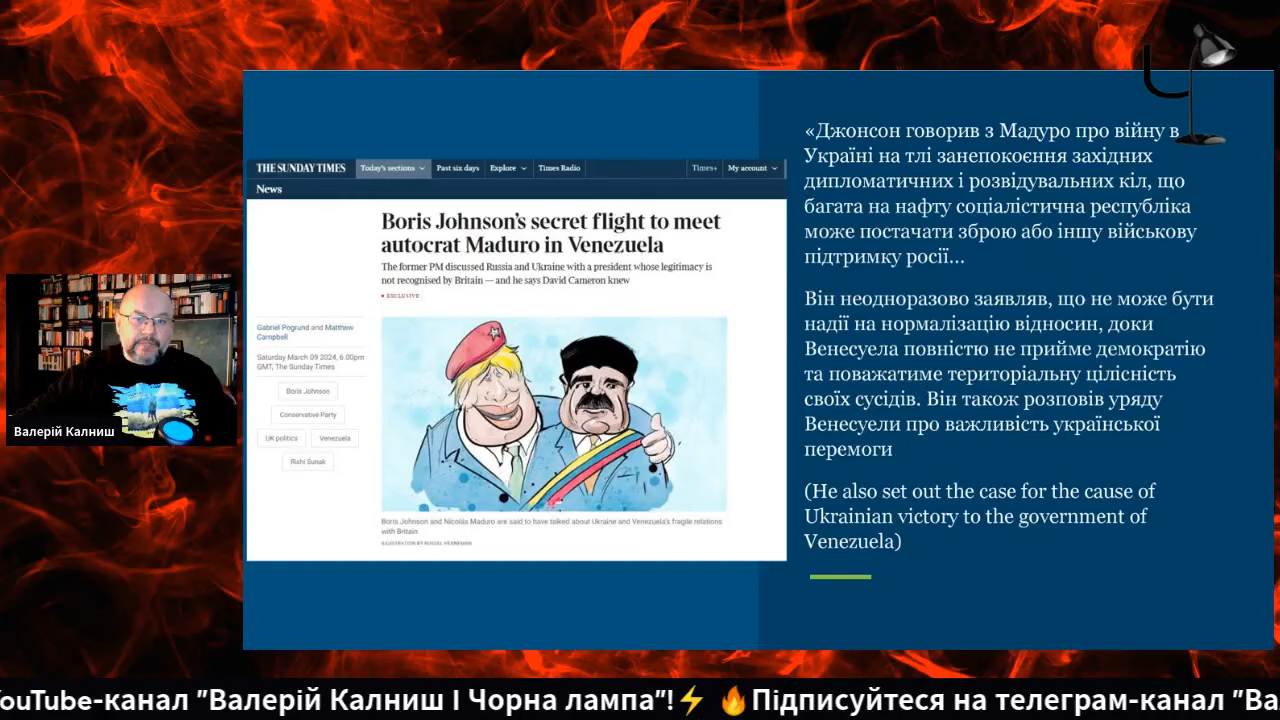 THE SUNDAY TIMES
Today's sections
Past six days
Explore
Times Radio
Times+
My account
News
Boris Johnson's secret flight to meet
autocrat Maduro in Venezuela
The former PM discussed Russia and Ukraine with a president whose legitimacy is
not recognised by Britain — and he says David Cameron knew
EXCLUSIVE
Gabriel Pogrund and Matthew
Campbell
Saturday March 09 2024, 6.00pm
GMT, The Sunday Times
Boris Johnson
Conservative Party
UK politics
Venezuela
Rishi Sunak
Boris Johnson and Nicolás Maduro are said to have talked about Ukraine and Venezuela's fragile relations
with Britain
«Джонсон говорив з Мадуро про війну в
Україні на тлі занепокоєння західних
дипломатичних і розвідувальних кіл, що
багата на нафту соціалістична республіка
може постачати зброю або іншу військову
підтримку росії...
Він неодноразово заявляв, що не може бути
надії на нормалізацію відносин, доки
Венесуела повністю не прийме демократію
та поважатиме територіальну цілісність
своїх сусідів. Він також розповів уряду
Венесуели про важливість української
перемоги
(He also set out the case for the cause of
Ukrainian victory to the government of
Venezuela)
Валерій Калниш
YouTube-канал "Валерій Калниш І Чорна лампа"!⚡ 🔥Підписуйтеся на телеграм-канал "Ва